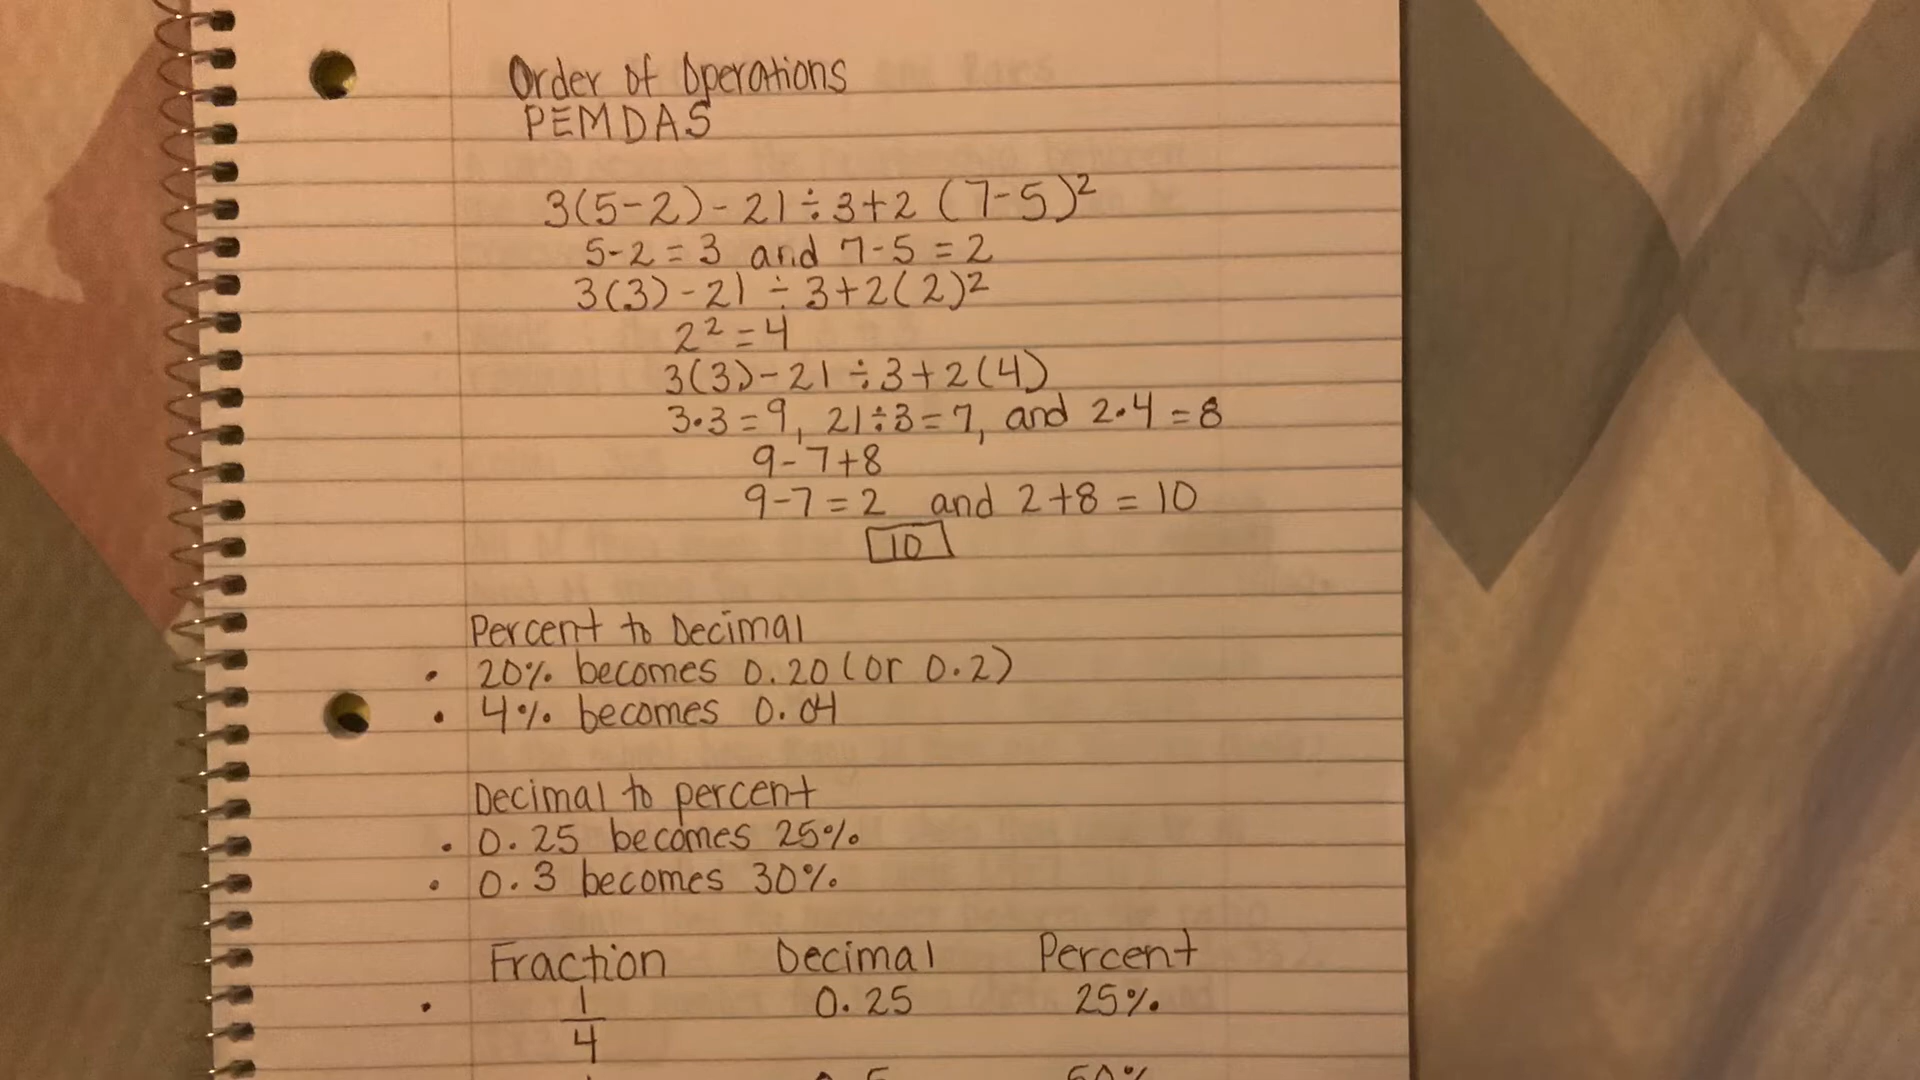 Order of Operations
PEMDAS
3(5-2)-21÷3+2(7-5)²
5-2=3 and 7-5=2
3(3)-21÷3+2(2)²
2²=4
3(3)-21÷3+2(4)
3•3=9, 21÷3=7, and 2•4=8
9-7+8
9-7=2 and 2+8=10
10
Percent to Decimal
• 20% becomes 0.20 (or 0.2)
• 4% becomes 0.04
Decimal to percent
• 0.25 becomes 25%
• 0.3 becomes 30%
Fraction Decimal Percent
• 1/4 0.25 25%